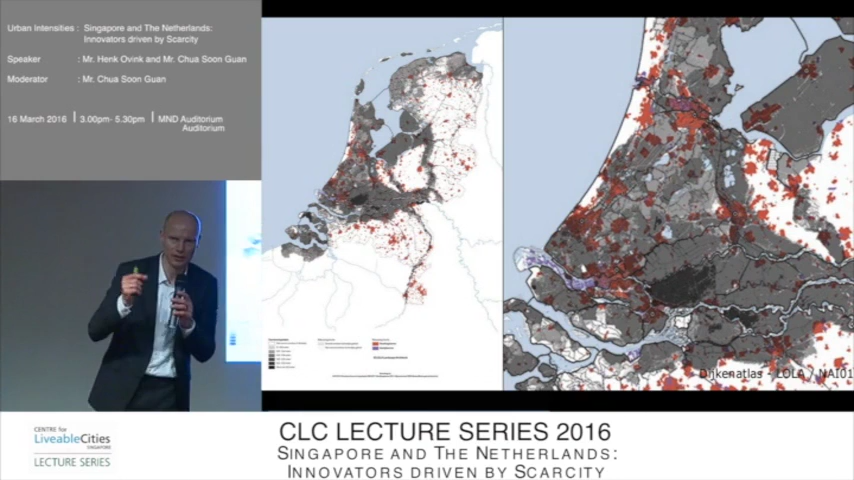 Urban Intensities : Singapore and The Netherlands:
Innovators driven by Scarcity
Speaker : Mr. Henk Ovink and Mr. Chua Soon Guan
Moderator : Mr. Chua Soon Guan
16 March 2016 | 3.00pm- 5.30pm | MND Auditorium
Auditorium
Dijkenatlas - LOLA / NAI01
CENTRE for
LiveableCities
SINGAPORE
LECTURE SERIES
CLC LECTURE SERIES 2016
SINGAPORE AND THE NETHERLANDS:
INNOVATORS DRIVEN BY SCARCITY